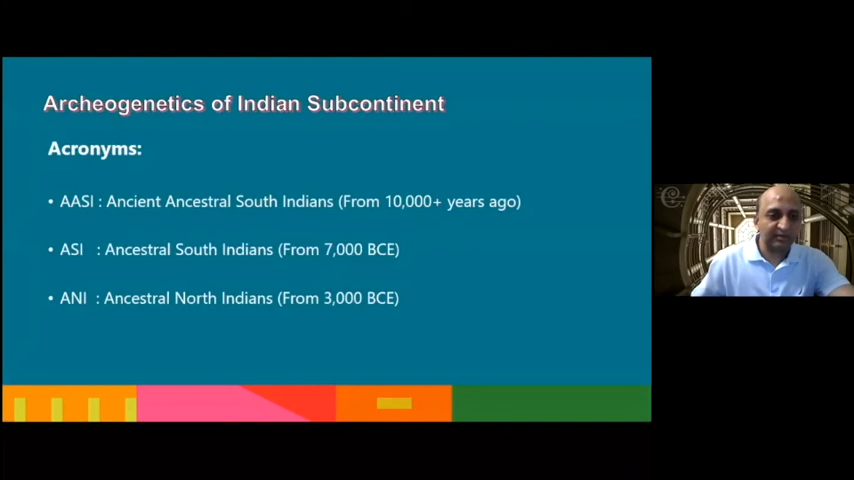 Archeogenetics of Indian Subcontinent
Acronyms:
• AASI : Ancient Ancestral South Indians (From 10,000+ years ago)
• ASI : Ancestral South Indians (From 7,000 BCE)
• ANI : Ancestral North Indians (From 3,000 BCE)